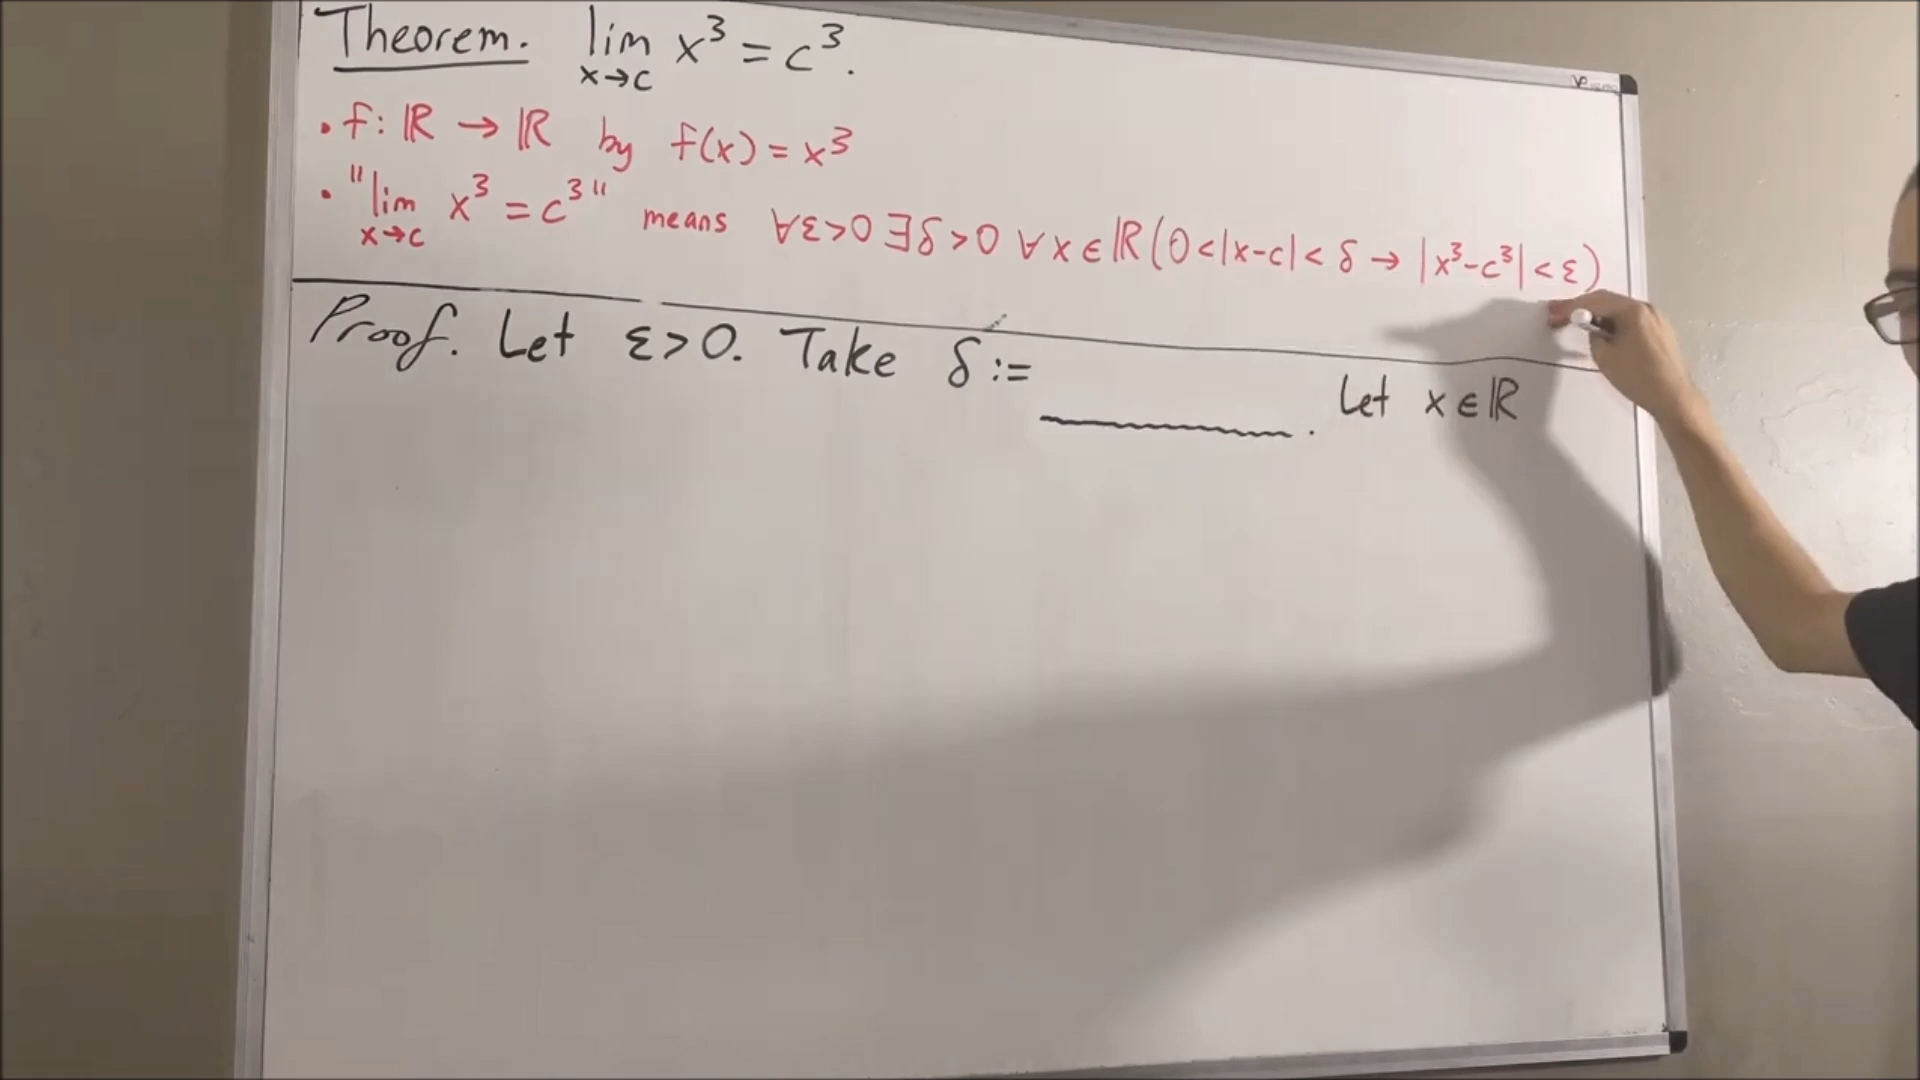 Theorem. lim x→c x³ = c³.
• f: ℝ → ℝ by f(x) = x³
• "lim x→c x³ = c³" means ∀ε>0 ∃δ>0 ∀x∈ℝ(0<|x-c|<δ → |x³-c³|<ε)
Proof. Let ε>0. Take δ:= ________. Let x∈ℝ